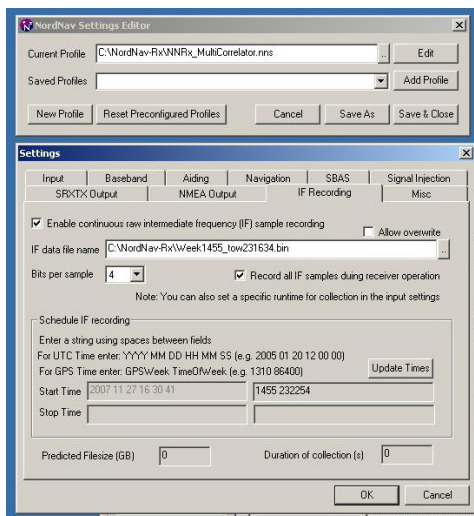 NordNav Settings Editor
Current Profile C:\NordNav-Rx\NNRx_MultiCorrelator.nns .. Edit
Saved Profiles Add Profile
New Profile Reset Preconfigured Profiles Cancel Save As Save & Close
Settings
Input Baseband Aiding Navigation SBAS Signal Injection
SRXTX Output NMEA Output IF Recording Misc
Enable continuous raw intermediate frequency (IF) sample recording
Allow overwrite
IF data file name C:\NordNav-Rx\Week1455_tow231634.bin ..
Bits per sample 4 Record all IF samples duing receiver operation
Note: You can also set a specific runtime for collection in the input settings
Schedule IF recording
Enter a string using spaces between fields
For UTC Time enter: YYYY MM DD HH MM SS (e.g. 2005 01 20 12 00 00)
For GPS Time enter: GPSWeek TimeOfWeek (e.g. 1310 86400) Update Times
Start Time 2007 11 27 16 30 41 1455 232254
Stop Time
Predicted Filesize (GB) 0 Duration of collection (s) 0
OK Cancel